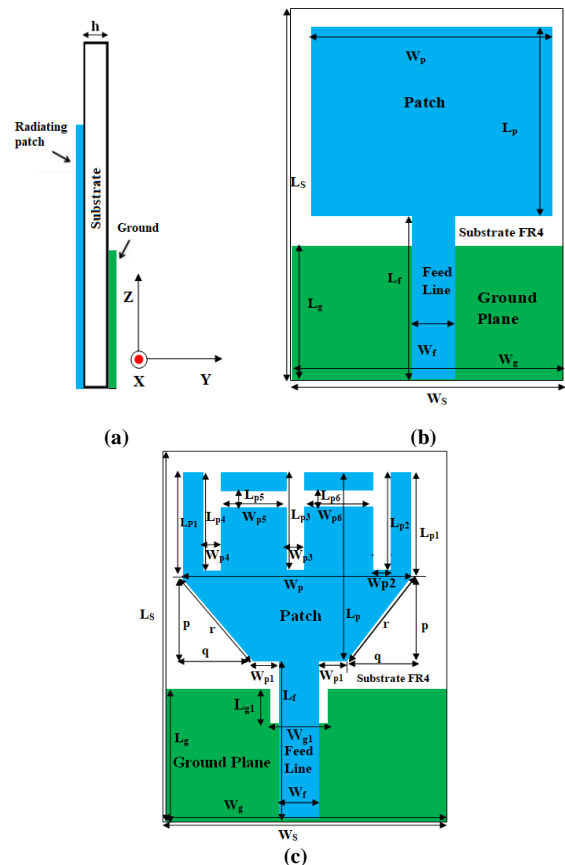 h
Radiating
patch
Substrate
Ground
Z
X
Y
(a)
Wp
Patch
Lp
LS
Substrate FR4
Lf
Feed
Line
Lg
Ground
Plane
Wf
Wg
WS
(b)
LP1
Lp4
Lp5
Wp5
Lp3
Lp6
Wp6
Lp2
Lp1
Wp4
Wp3
Wp2
Wp
LS
Patch
Lp
p
r
q
r
p
q
Wp1
Wp1
Lf
Substrate FR4
Lg1
Lg
Wg1
Ground Plane
Feed
Line
Wf
Wg
WS
(c)